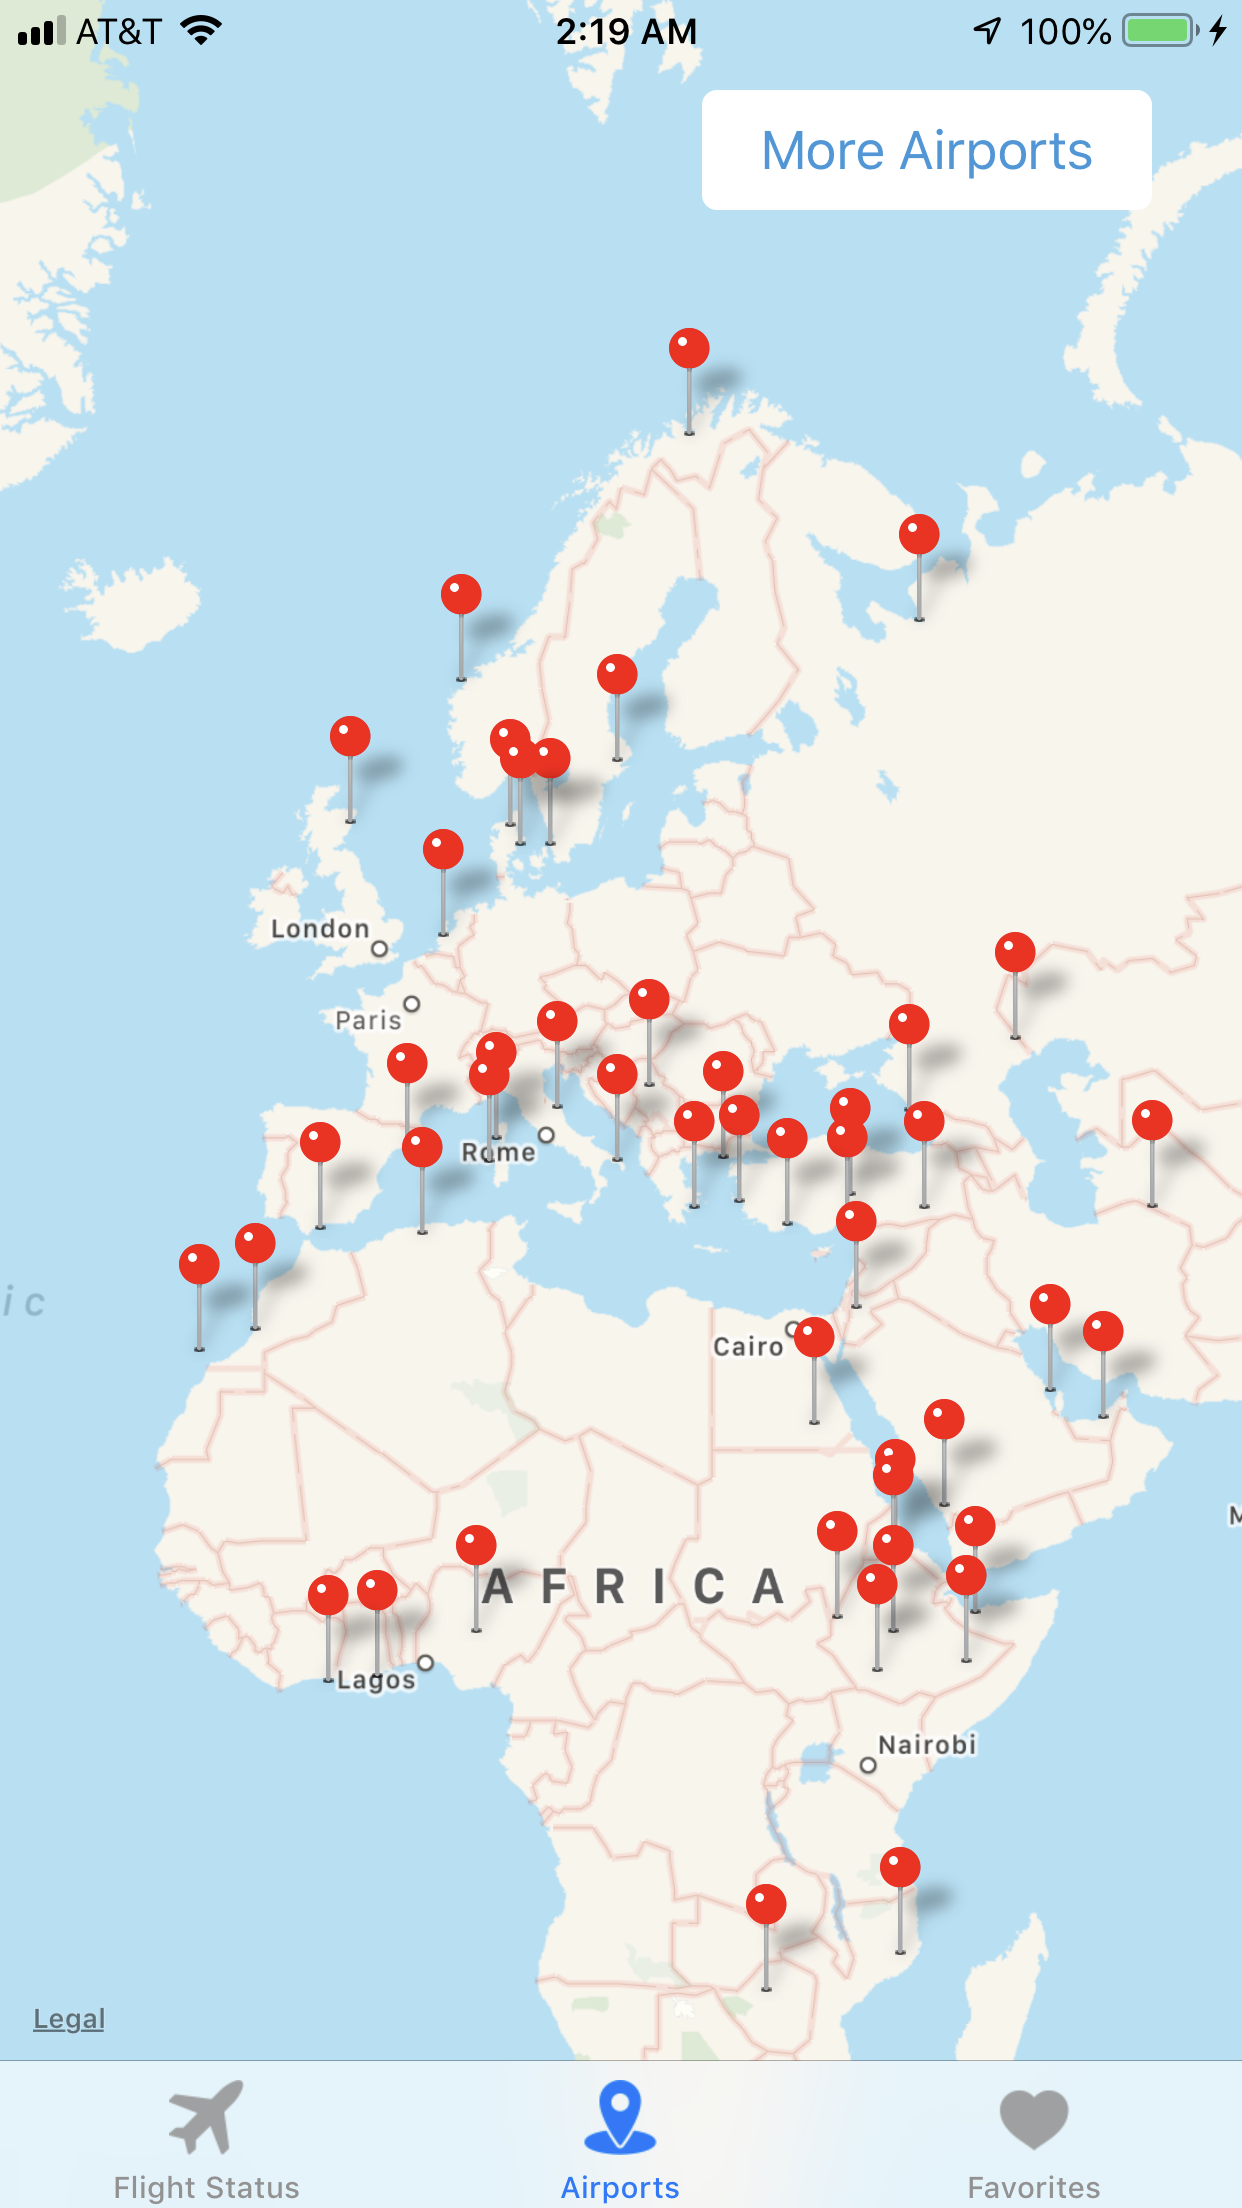 AT&T 2:19 AM 100%
More Airports
London
Paris
Rome
ic
Cairo
M
AFRICA
Lagos
Nairobi
Legal
Flight Status Airports Favorites